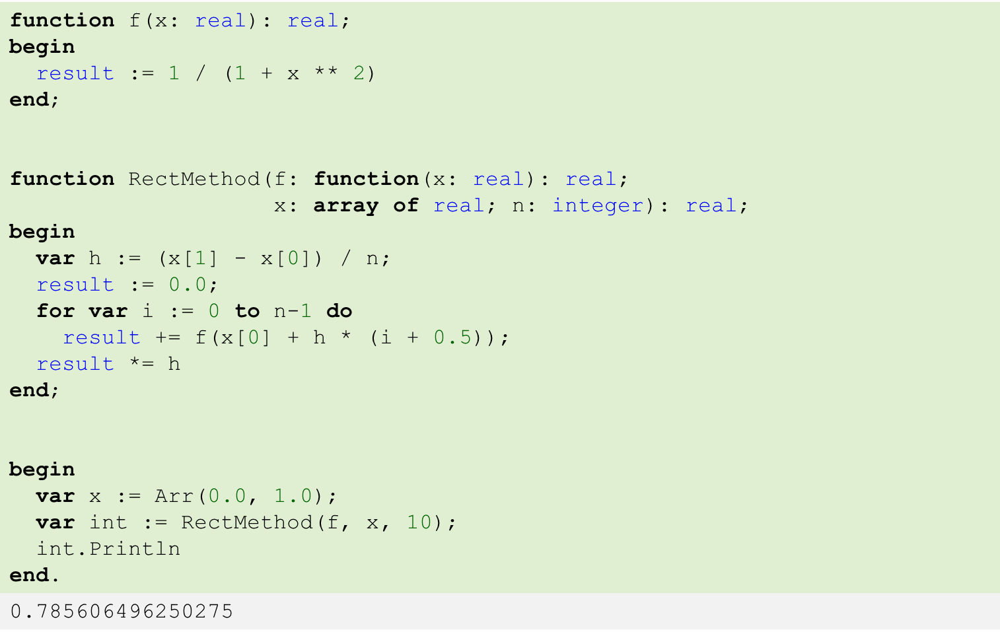 function f(x: real): real;
begin
  result := 1 / (1 + x ** 2)
end;
function RectMethod(f: function(x: real): real;
                    x: array of real; n: integer): real;
begin
  var h := (x[1] - x[0]) / n;
  result := 0.0;
  for var i := 0 to n-1 do
    result += f(x[0] + h * (i + 0.5));
  result *= h
end;
begin
  var x := Arr(0.0, 1.0);
  var int := RectMethod(f, x, 10);
  int.Println
end.
0.785606496250275